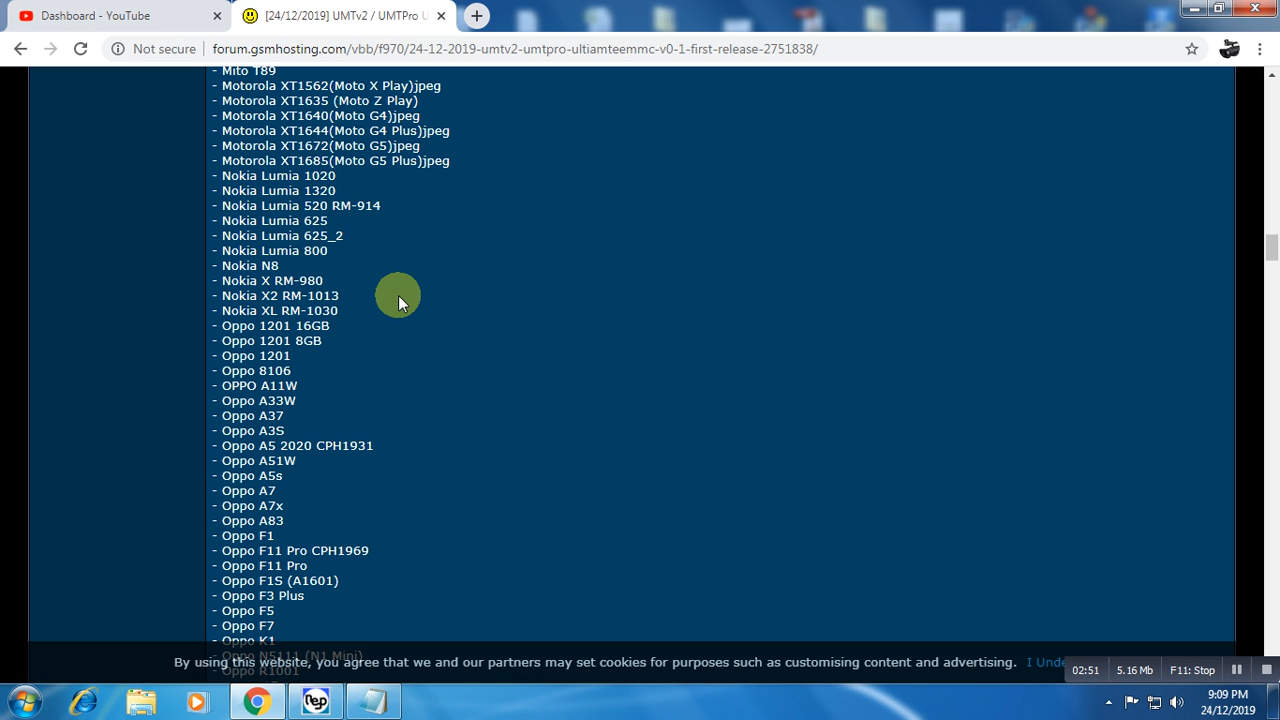 Dashboard - YouTube
[24/12/2019] UMTv2 / UMTPro U
Not secure
forum.gsmhosting.com/vbb/f970/24-12-2019-umtv2-umtpro-ultiamteemmc-v0-1-first-release-2751838/
- Mito T89
- Motorola XT1562(Moto X Play)jpeg
- Motorola XT1635 (Moto Z Play)
- Motorola XT1640(Moto G4)jpeg
- Motorola XT1644(Moto G4 Plus)jpeg
- Motorola XT1672(Moto G5)jpeg
- Motorola XT1685(Moto G5 Plus)jpeg
- Nokia Lumia 1020
- Nokia Lumia 1320
- Nokia Lumia 520 RM-914
- Nokia Lumia 625
- Nokia Lumia 625_2
- Nokia Lumia 800
- Nokia N8
- Nokia X RM-980
- Nokia X2 RM-1013
- Nokia XL RM-1030
- Oppo 1201 16GB
- Oppo 1201 8GB
- Oppo 1201
- Oppo 8106
- OPPO A11W
- Oppo A33W
- Oppo A37
- Oppo A3S
- Oppo A5 2020 CPH1931
- Oppo A51W
- Oppo A5s
- Oppo A7
- Oppo A7x
- Oppo A83
- Oppo F1
- Oppo F11 Pro CPH1969
- Oppo F11 Pro
- Oppo F1S (A1601)
- Oppo F3 Plus
- Oppo F5
- Oppo F7
- Oppo K1
- Oppo N5111 (N1 Mini)
- Oppo R1001
By using this website, you agree that we and our partners may set cookies for purposes such as customising content and advertising. I Unde
02:51 5.16 Mb F11: Stop
9:09 PM
24/12/2019